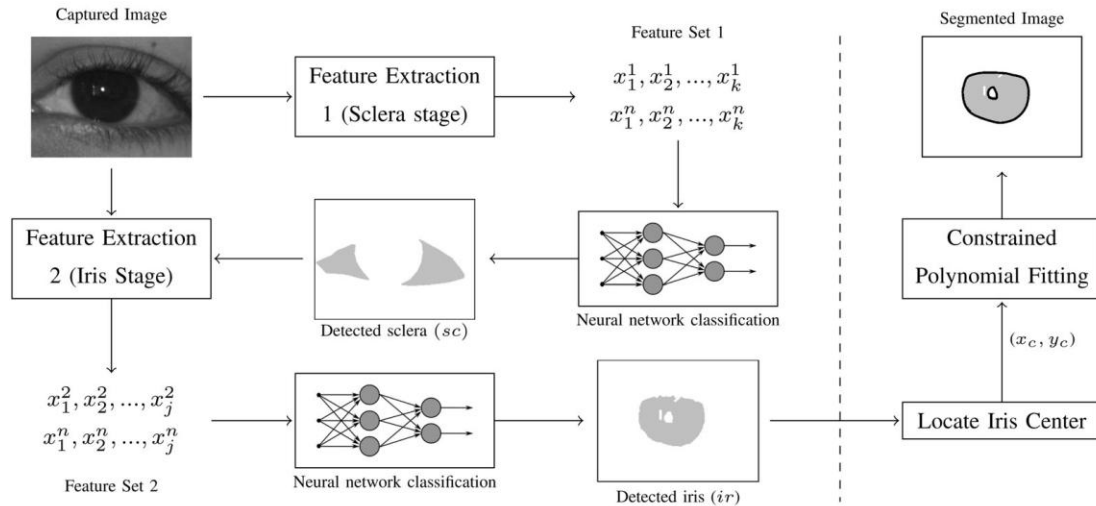 Captured Image
Feature Extraction
1 (Sclera stage)
Feature Set 1
x_1^1, x_2^1, ..., x_k^1
x_1^n, x_2^n, ..., x_k^n
Neural network classification
Detected sclera (sc)
Feature Extraction
2 (Iris Stage)
x_1^2, x_2^2, ..., x_j^2
x_1^n, x_2^n, ..., x_j^n
Feature Set 2
Neural network classification
Detected iris (ir)
Locate Iris Center
(x_c, y_c)
Constrained
Polynomial Fitting
Segmented Image